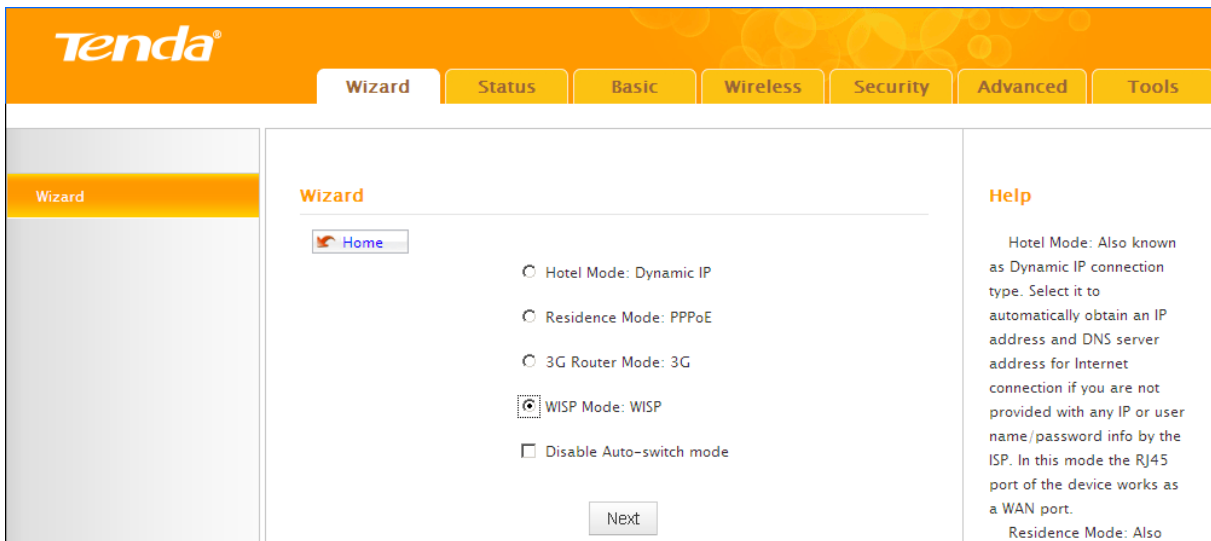 Tenda®
Wizard Status Basic Wireless Security Advanced Tools
Wizard
Wizard
Home
Hotel Mode: Dynamic IP
Residence Mode: PPPoE
3G Router Mode: 3G
WISP Mode: WISP
Disable Auto-switch mode
Next
Help
Hotel Mode: Also known
as Dynamic IP connection
type. Select it to
automatically obtain an IP
address and DNS server
address for Internet
connection if you are not
provided with any IP or user
name/password info by the
ISP. In this mode the RJ45
port of the device works as
a WAN port.
Residence Mode: Also